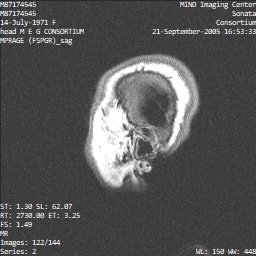 M87174545
M87174545
14-July-1971 F
head M E G CONSORTIUM
MPRAGE (FSPGR)_sag
MIND Imaging Center
Sonata
Consortium
21-September-2005 16:53:33
ST: 1.30 SL: 62.07
RT: 2730.00 ET: 3.25
FS: 1.49
MR
Images: 122/144
Series: 2
WL: 150 WW: 448